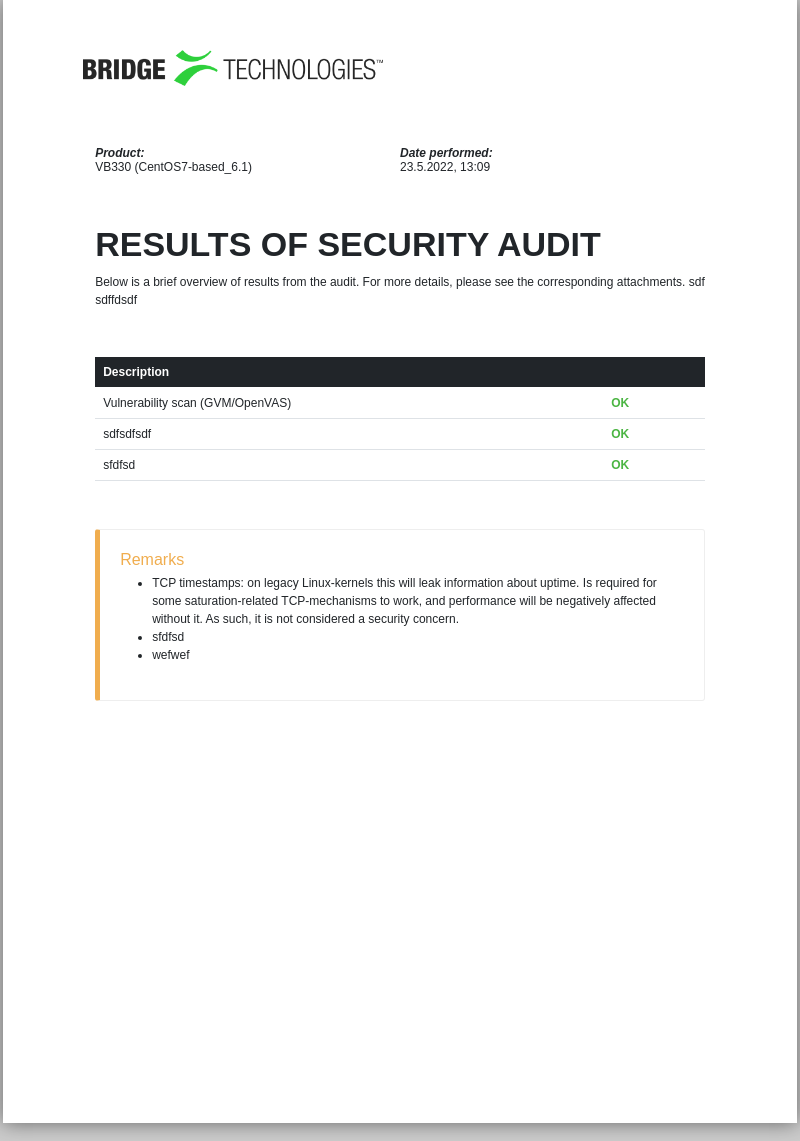 BRIDGE TECHNOLOGIES™
Product:
VB330 (CentOS7-based_6.1)
Date performed:
23.5.2022, 13:09
RESULTS OF SECURITY AUDIT
Below is a brief overview of results from the audit. For more details, please see the corresponding attachments. sdf
sdffdsdf
Description
Vulnerability scan (GVM/OpenVAS) OK
sdfsdfsdf OK
sfdfsd OK
Remarks
• TCP timestamps: on legacy Linux-kernels this will leak information about uptime. Is required for
some saturation-related TCP-mechanisms to work, and performance will be negatively affected
without it. As such, it is not considered a security concern.
• sfdfsd
• wefwef